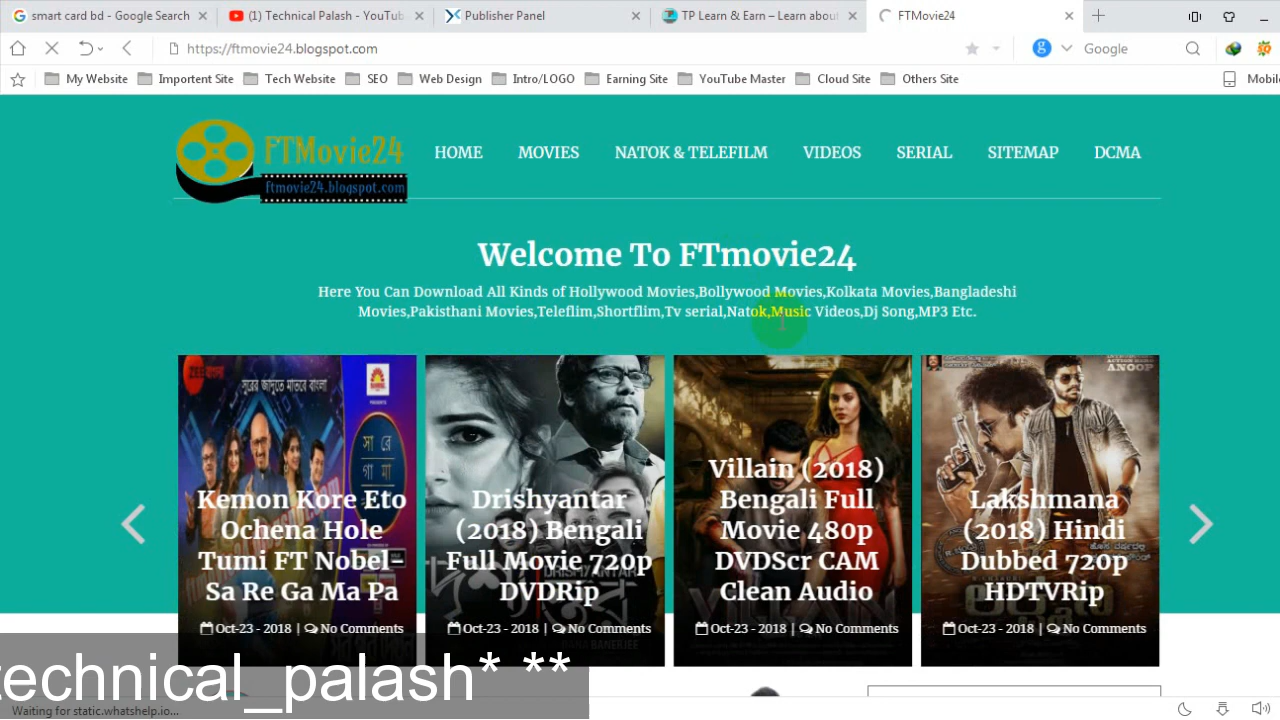 smart card bd - Google Search
(1) Technical Palash - YouTub
Publisher Panel
TP Learn & Earn – Learn about
FTMovie24
https://ftmovie24.blogspot.com
Google
My Website
Importent Site
Tech Website
SEO
Web Design
Intro/LOGO
Earning Site
YouTube Master
Cloud Site
Others Site
Mobile
FTMovie24
ftmovie24.blogspot.com
HOME
MOVIES
NATOK & TELEFILM
VIDEOS
SERIAL
SITEMAP
DCMA
Welcome To FTmovie24
Here You Can Download All Kinds of Hollywood Movies,Bollywood Movies,Kolkata Movies,Bangladeshi
Movies,Pakisthani Movies,Teleflim,Shortflim,Tv serial,Natok,Music Videos,Dj Song,MP3 Etc.
সুরের জাদুতে মাতবে বাংলা
সা রে
গা মা
Kemon Kore Eto
Ochena Hole
Tumi FT Nobel-
Sa Re Ga Ma Pa
Oct-23 - 2018 | No Comments
Drishyantar
(2018) Bengali
Full Movie 720p
DVDRip
Oct-23 - 2018 | No Comments
Villain (2018)
Bengali Full
Movie 480p
DVDScr CAM
Clean Audio
VILLAIN
Oct-23 - 2018 | No Comments
ANOOP
Lakshmana
(2018) Hindi
Dubbed 720p
HDTVRip
Oct-23 - 2018 | No Comments
technical_palash* **
Waiting for static.whatshelp.io...